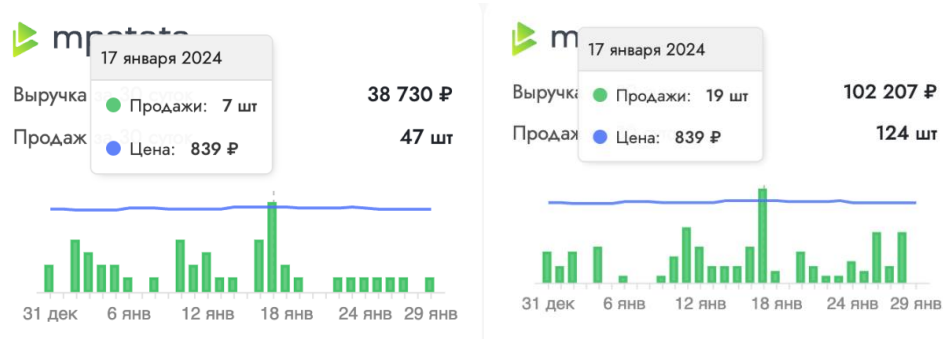 17 января 2024
Выручка
Продажи: 7 шт
38 730 ₽
Продаж
Цена: 839 ₽
47 шт
31 дек 6 янв 12 янв 18 янв 24 янв 29 янв
17 января 2024
Выручка
Продажи: 19 шт
102 207 ₽
Продаж
Цена: 839 ₽
124 шт
31 дек 6 янв 12 янв 18 янв 24 янв 29 янв